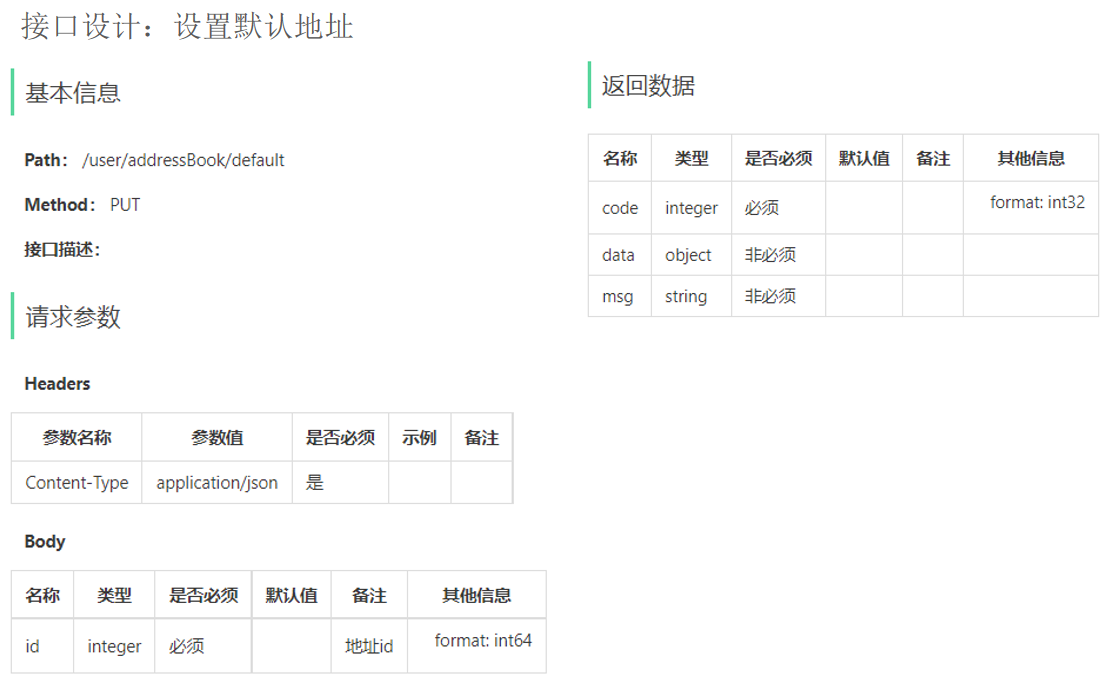 接口设计：设置默认地址
基本信息
Path： /user/addressBook/default
Method： PUT
接口描述：
请求参数
Headers
参数名称 参数值 是否必须 示例 备注
Content-Type application/json 是
Body
名称 类型 是否必须 默认值 备注 其他信息
id integer 必须 地址id format: int64
返回数据
名称 类型 是否必须 默认值 备注 其他信息
code integer 必须 format: int32
data object 非必须
msg string 非必须